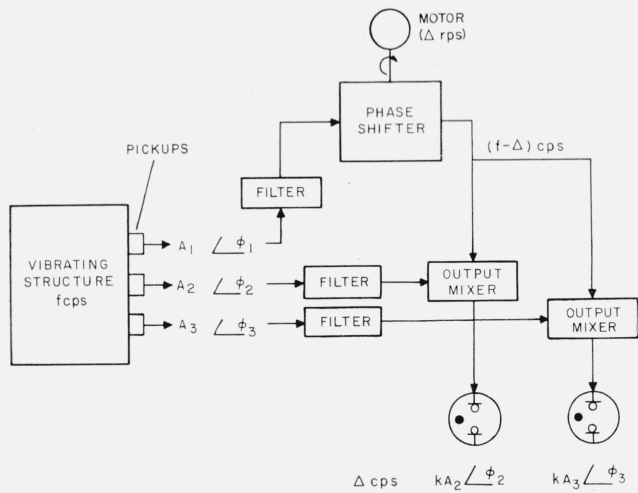 MOTOR
(Δ rps)
PHASE
SHIFTER
PICKUPS
(f-Δ) cps
FILTER
VIBRATING
STRUCTURE
fcps
A1 ∠ϕ1
A2 ∠ϕ2
A3 ∠ϕ3
FILTER
OUTPUT
MIXER
FILTER
OUTPUT
MIXER
Δ cps kA2∠ϕ2 kA3∠ϕ3